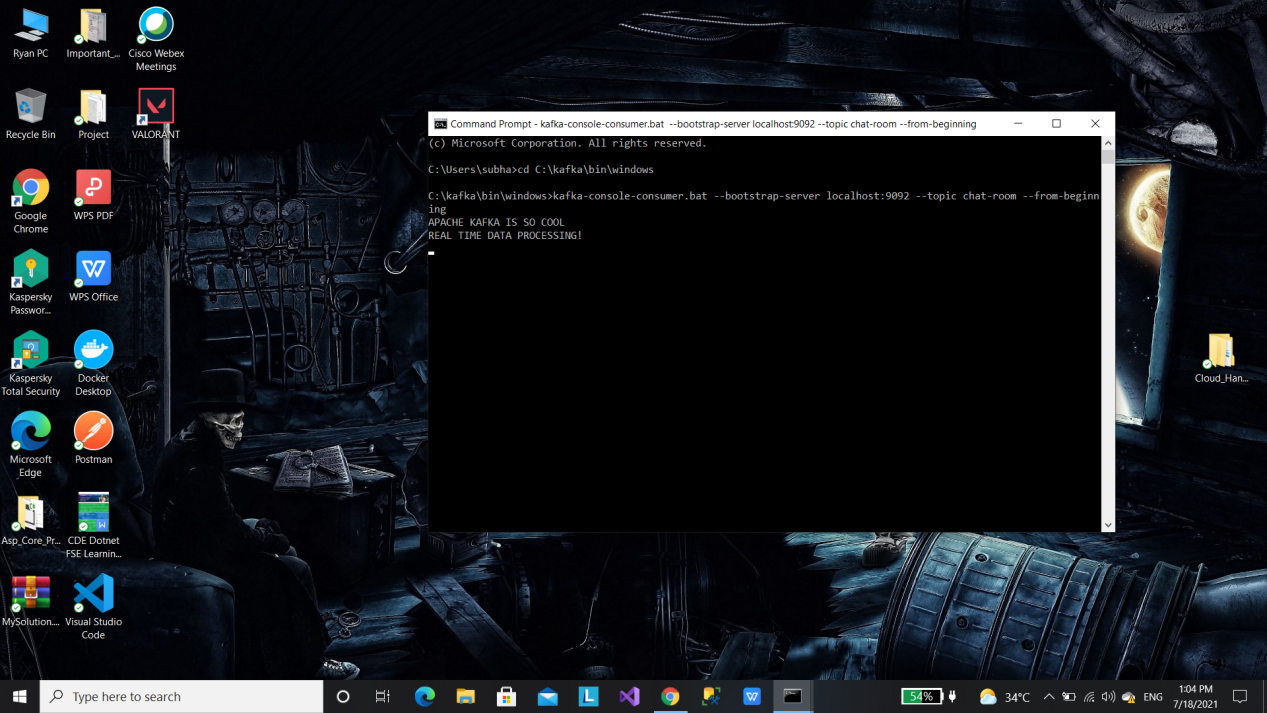 Ryan PC
Important_...
Cisco Webex
Meetings
Recycle Bin
Project
VALORANT
Google
Chrome
WPS PDF
Kaspersky
Passwor...
WPS Office
Kaspersky
Total Security
Docker
Desktop
Microsoft
Edge
Postman
Asp_Core_Pr...
CDE Dotnet
FSE Learnin...
MySolution....
Visual Studio
Code
Command Prompt - kafka-console-consumer.bat --bootstrap-server localhost:9092 --topic chat-room --from-beginning
(c) Microsoft Corporation. All rights reserved.
C:\Users\subha>cd C:\kafka\bin\windows
C:\kafka\bin\windows>kafka-console-consumer.bat --bootstrap-server localhost:9092 --topic chat-room --from-beginn
ing
APACHE KAFKA IS SO COOL
REAL TIME DATA PROCESSING!
Cloud_Han...
Type here to search
54%
34°C
ENG
1:04 PM
7/18/2021